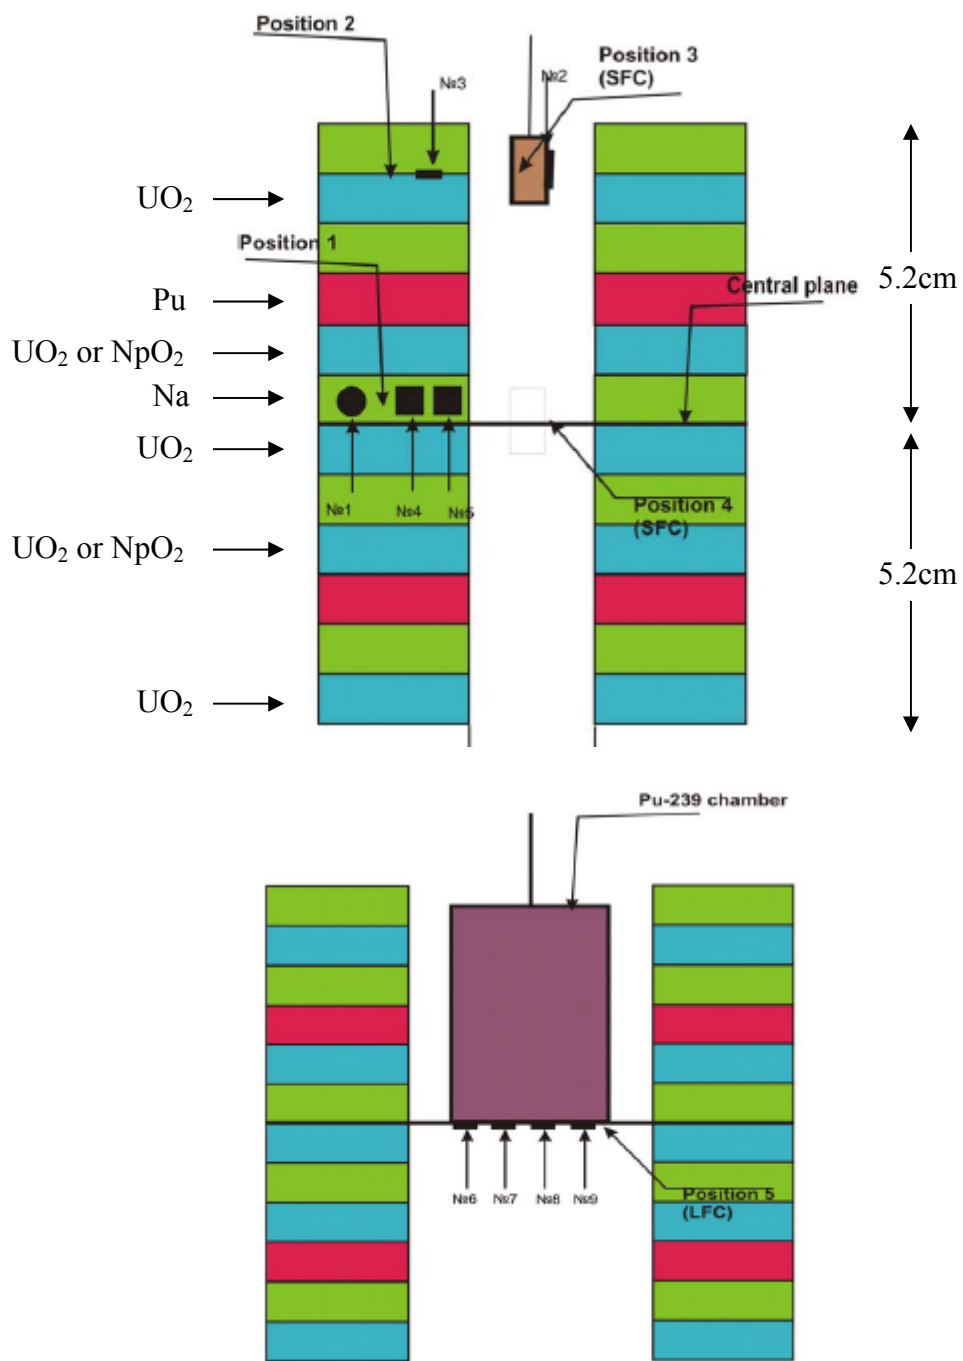 Position 2
Position 3
(SFC)
№2
№3
UO₂
Position 1
5.2cm
Central plane
Pu
UO₂ or NpO₂
Na
UO₂
Position 4
(SFC)
№1
№4
№5
UO₂ or NpO₂
5.2cm
UO₂
Pu-239 chamber
№6
№7
№8
№9
Position 5
(LFC)